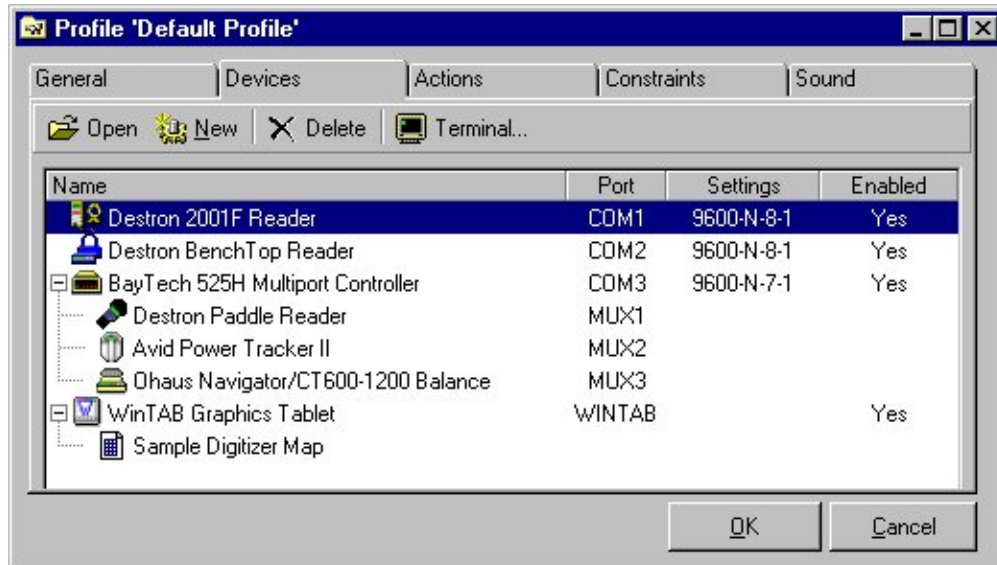 Profile 'Default Profile'
General Devices Actions Constraints Sound
Open New Delete Terminal...
Name Port Settings Enabled
Destron 2001F Reader COM1 9600-N-8-1 Yes
Destron BenchTop Reader COM2 9600-N-8-1 Yes
BayTech 525H Multiport Controller COM3 9600-N-7-1 Yes
Destron Paddle Reader MUX1
Avid Power Tracker II MUX2
Ohaus Navigator/CT600-1200 Balance MUX3
WinTAB Graphics Tablet WINTAB Yes
Sample Digitizer Map
OK Cancel